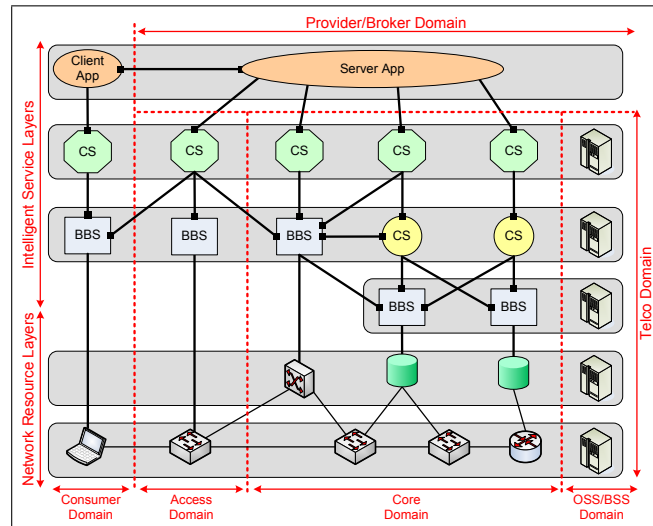 Provider/Broker Domain
Client
App
Server App
Intelligent Service Layers
CS
CS
CS
CS
CS
BBS
BBS
BBS
CS
CS
Telco Domain
BBS
BBS
Network Resource Layers
Consumer
Domain
Access
Domain
Core
Domain
OSS/BSS
Domain